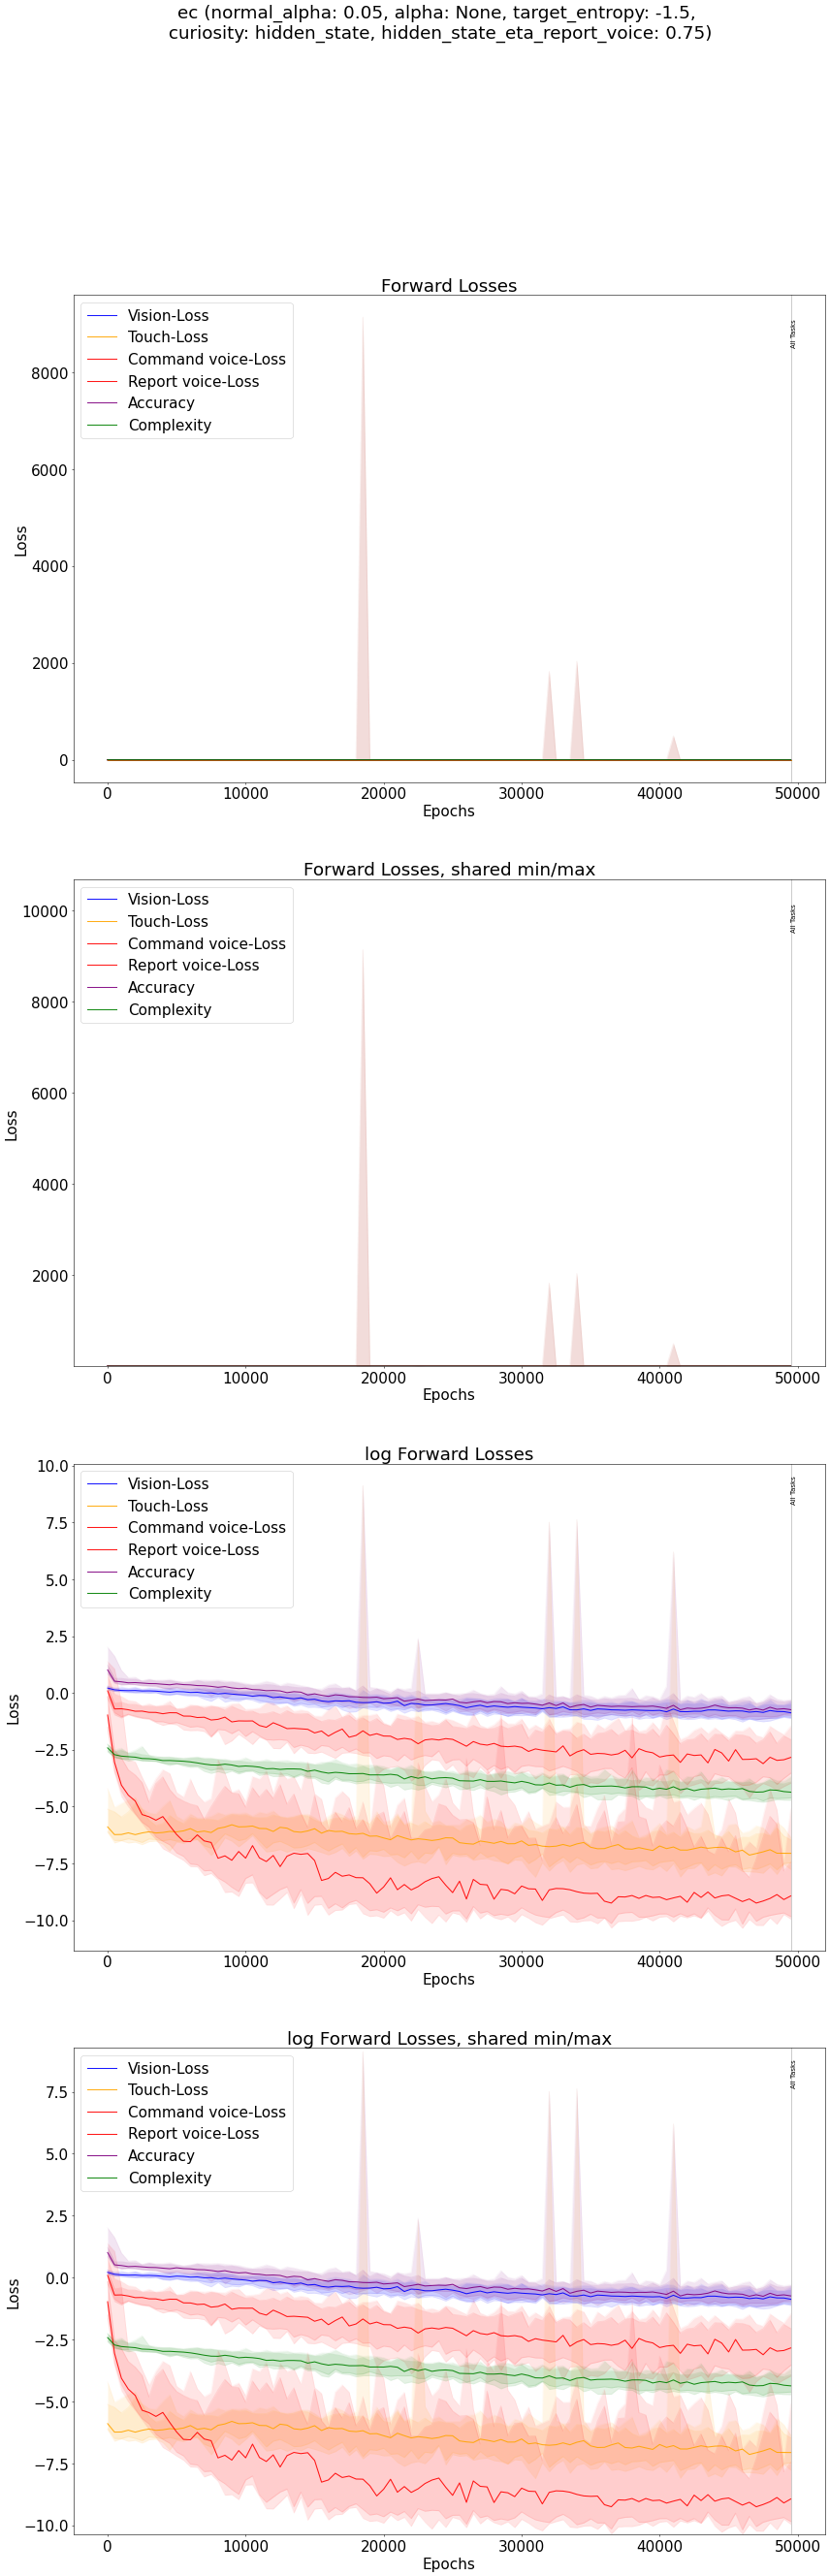 ec (normal_alpha: 0.05, alpha: None, target_entropy: -1.5,
curiosity: hidden_state, hidden_state_eta_report_voice: 0.75)
Forward Losses
Vision-Loss
Touch-Loss
Command voice-Loss
Report voice-Loss
Accuracy
Complexity
All Tasks
8000
6000
4000
2000
0
Loss
0 10000 20000 30000 40000 50000
Epochs
Forward Losses, shared min/max
Vision-Loss
Touch-Loss
Command voice-Loss
Report voice-Loss
Accuracy
Complexity
All Tasks
10000
8000
6000
4000
2000
Loss
0 10000 20000 30000 40000 50000
Epochs
log Forward Losses
Vision-Loss
Touch-Loss
Command voice-Loss
Report voice-Loss
Accuracy
Complexity
All Tasks
10.0
7.5
5.0
2.5
0.0
−2.5
−5.0
−7.5
−10.0
Loss
0 10000 20000 30000 40000 50000
Epochs
log Forward Losses, shared min/max
Vision-Loss
Touch-Loss
Command voice-Loss
Report voice-Loss
Accuracy
Complexity
All Tasks
7.5
5.0
2.5
0.0
−2.5
−5.0
−7.5
−10.0
Loss
0 10000 20000 30000 40000 50000
Epochs